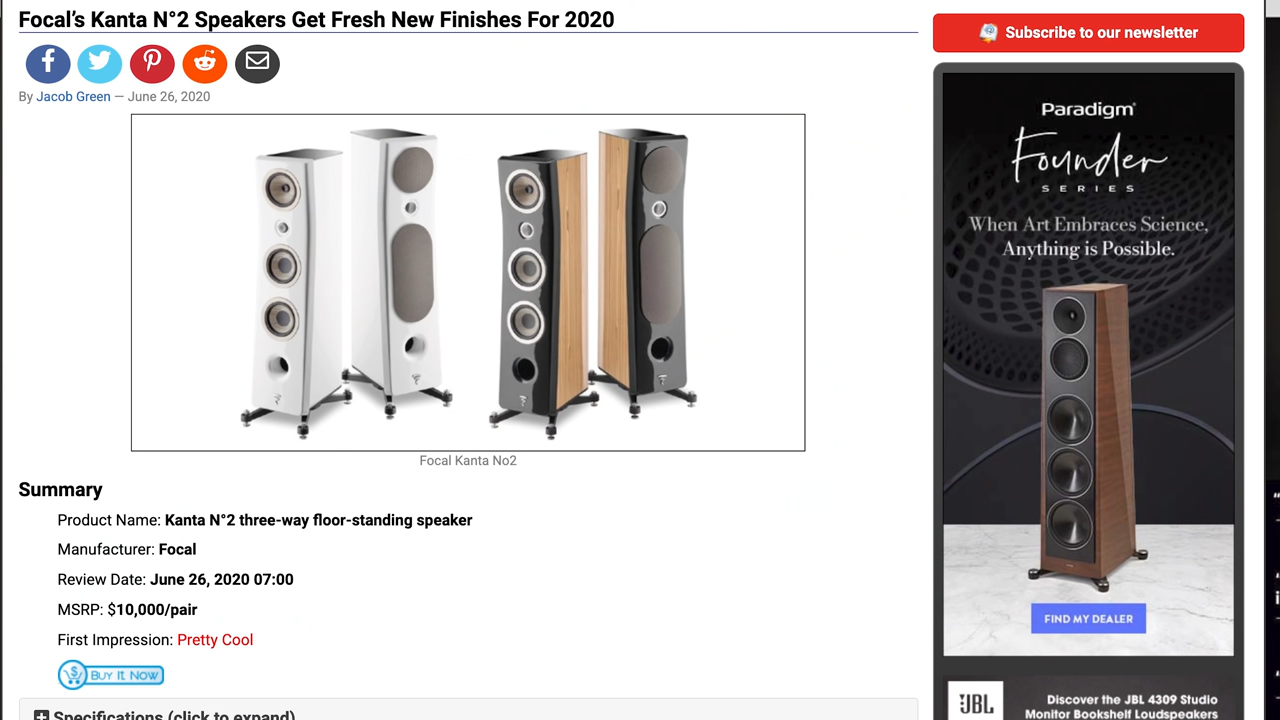 Focal’s Kanta N°2 Speakers Get Fresh New Finishes For 2020
By Jacob Green — June 26, 2020
Focal Kanta No2
Summary
Product Name: Kanta N°2 three-way floor-standing speaker
Manufacturer: Focal
Review Date: June 26, 2020 07:00
MSRP: $10,000/pair
First Impression: Pretty Cool
Buy It Now
Specifications (click to expand)
Subscribe to our newsletter
Paradigm®
Founder
SERIES
When Art Embraces Science,
Anything is Possible.
FIND MY DEALER
JBL
Discover the JBL 4309 Studio
Monitor Bookshelf Loudspeakers